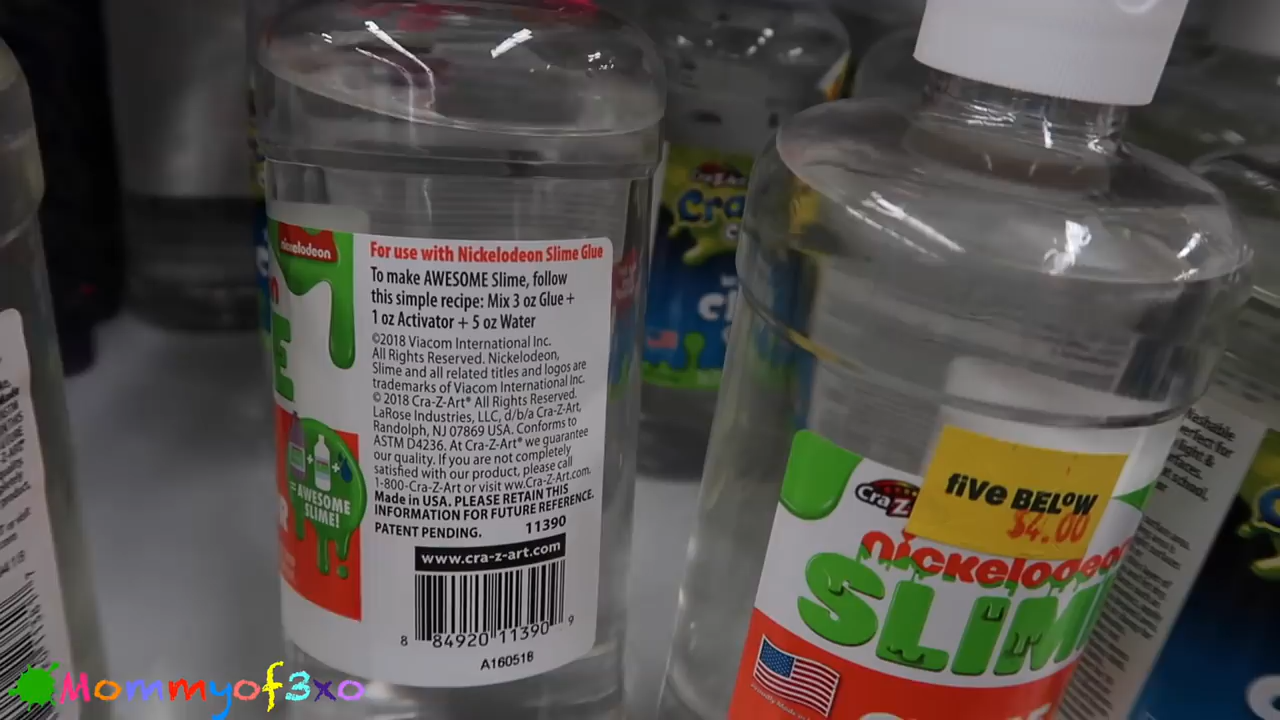 nickelodeon
For use with Nickelodeon Slime Glue
To make AWESOME Slime, follow
this simple recipe: Mix 3 oz Glue +
1 oz Activator + 5 oz Water
©2018 Viacom International Inc.
All Rights Reserved. Nickelodeon,
Slime and all related titles and logos are
trademarks of Viacom International Inc.
© 2018 Cra-Z-Art® All Rights Reserved.
LaRose Industries, LLC, d/b/a Cra-Z-Art,
Randolph, NJ 07869 USA. Conforms to
ASTM D4236. At Cra-Z-Art® we guarantee
our quality. If you are not completely
satisfied with our product, please call
1-800-Cra-Z-Art or visit ww.Cra-Z-Art.com.
Made in USA. PLEASE RETAIN THIS
INFORMATION FOR FUTURE REFERENCE.
PATENT PENDING. 11390
www.cra-z-art.com
8 84920 11390 9
A160518
= AWESOME
SLIME!
five BELOW
$4.00
Cra-Z
nickelodeon
SLIM
Proudly Made in
Mommyof3xo